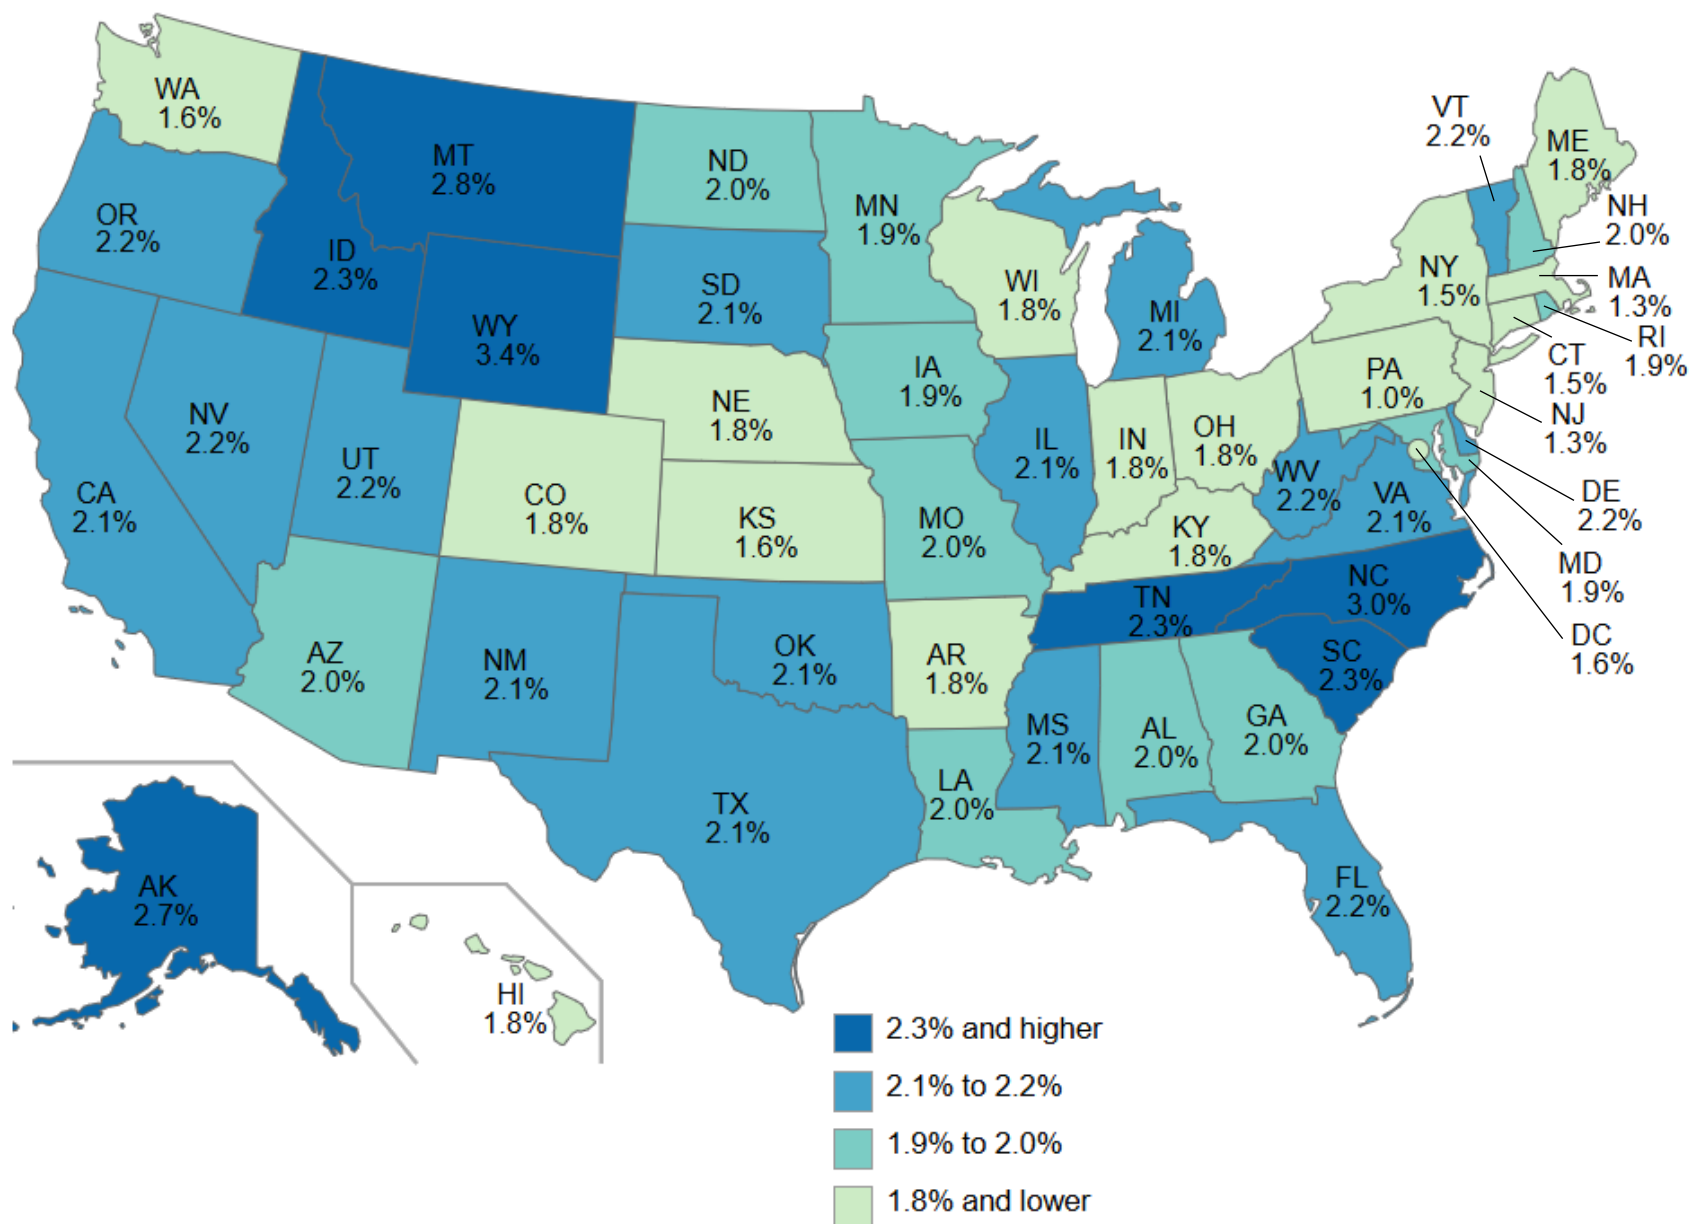 WA
1.6%
MT
2.8%
ND
2.0%
MN
1.9%
VT
2.2%
ME
1.8%
OR
2.2%
ID
2.3%
WY
3.4%
SD
2.1%
WI
1.8%
MI
2.1%
NY
1.5%
NH
2.0%
MA
1.3%
RI
1.9%
CT
1.5%
NJ
1.3%
PA
1.0%
NV
2.2%
UT
2.2%
CA
2.1%
CO
1.8%
NE
1.8%
IA
1.9%
IL
2.1%
IN
1.8%
OH
1.8%
WV
2.2%
VA
2.1%
DE
2.2%
MD
1.9%
DC
1.6%
KS
1.6%
MO
2.0%
KY
1.8%
TN
2.3%
NC
3.0%
SC
2.3%
AZ
2.0%
NM
2.1%
OK
2.1%
AR
1.8%
MS
2.1%
AL
2.0%
GA
2.0%
TX
2.1%
LA
2.0%
FL
2.2%
AK
2.7%
HI
1.8%
2.3% and higher
2.1% to 2.2%
1.9% to 2.0%
1.8% and lower